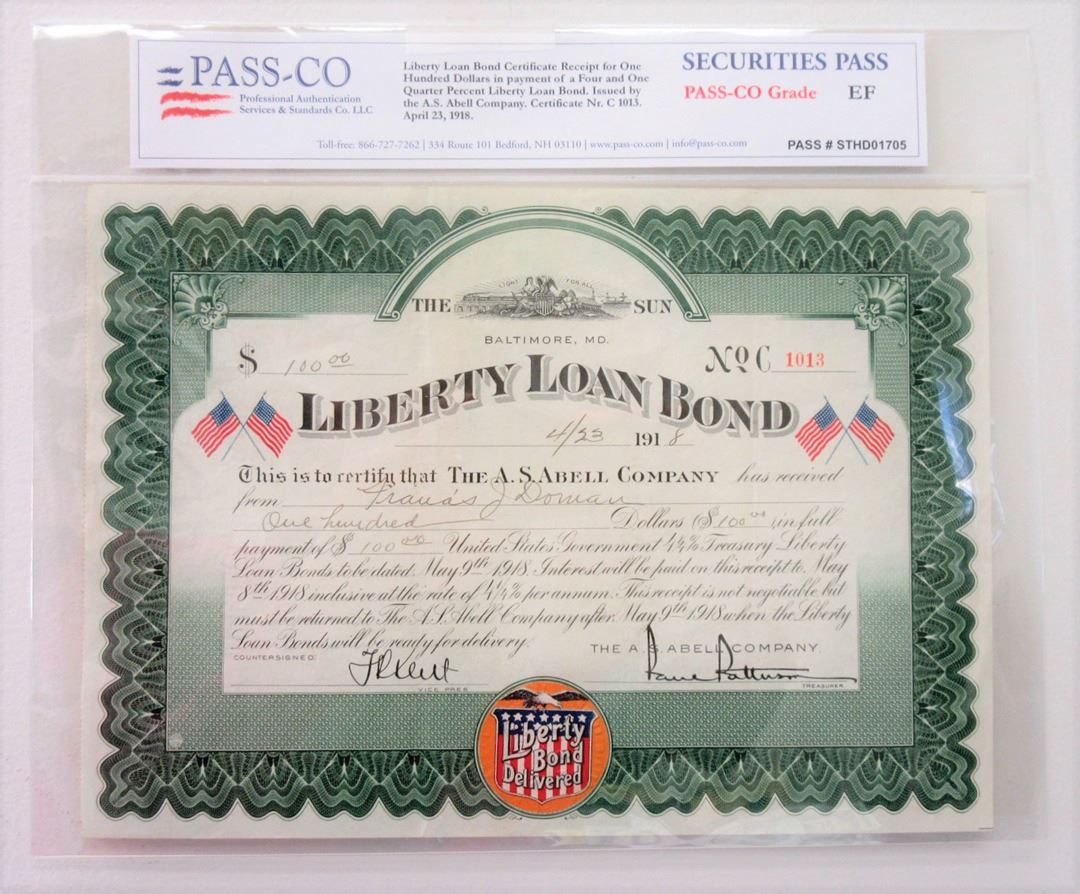 PASS-CO
Professional Authentication
Services & Standards Co. LLC
Liberty Loan Bond Certificate Receipt for One
Hundred Dollars in payment of a Four and One
Quarter Percent Liberty Loan Bond. Issued by
the A.S. Abell Company. Certificate Nr. C 1013.
April 23, 1918.
SECURITIES PASS
PASS-CO Grade EF
Toll-free: 866-727-7262 | 334 Route 101 Bedford, NH 03110 | www.pass-co.com | info@pass-co.com
PASS # STHD01705
LIGHT FOR ALL
THE SUN
BALTIMORE, MD.
$ 100 00
No C 1013
LIBERTY LOAN BOND
4/23 1918
This is to certify that THE A. S. ABELL COMPANY has received
from Francis J Doman
One hundred Dollars ($100 00) in full
payment of $ 100 00 United States Government 4¼% Treasury Liberty
Loan Bonds to be dated May 9th 1918. Interest will be paid on this receipt to May
8th 1918 inclusive at the rate of 4¼% per annum. This receipt is not negotiable but
must be returned to The A.S. Abell Company after May 9th 1918 when the Liberty
Loan Bonds will be ready for delivery.
THE A. S. ABELL COMPANY.
COUNTERSIGNED:
VICE PRES
TREASURER
Liberty
Bond
Delivered